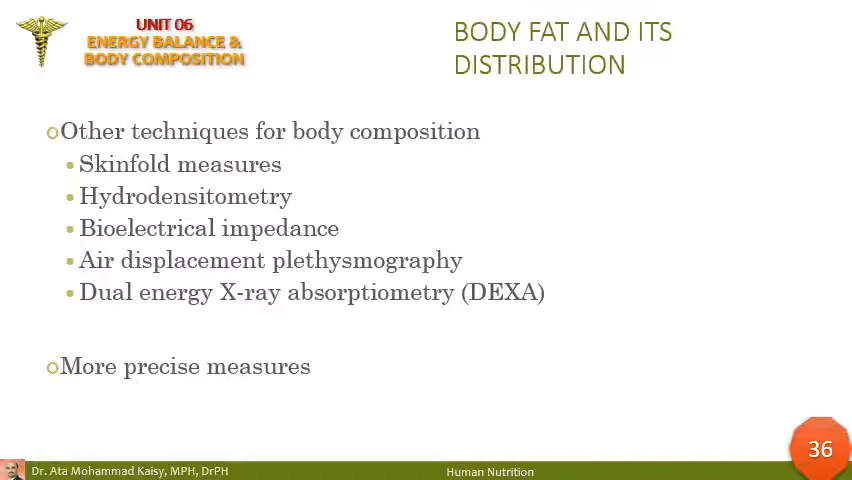 UNIT 06
ENERGY BALANCE &
BODY COMPOSITION
BODY FAT AND ITS
DISTRIBUTION
Other techniques for body composition
Skinfold measures
Hydrodensitometry
Bioelectrical impedance
Air displacement plethysmography
Dual energy X-ray absorptiometry (DEXA)
More precise measures
36
Dr. Ata Mohammad Kaisy, MPH, DrPH
Human Nutrition